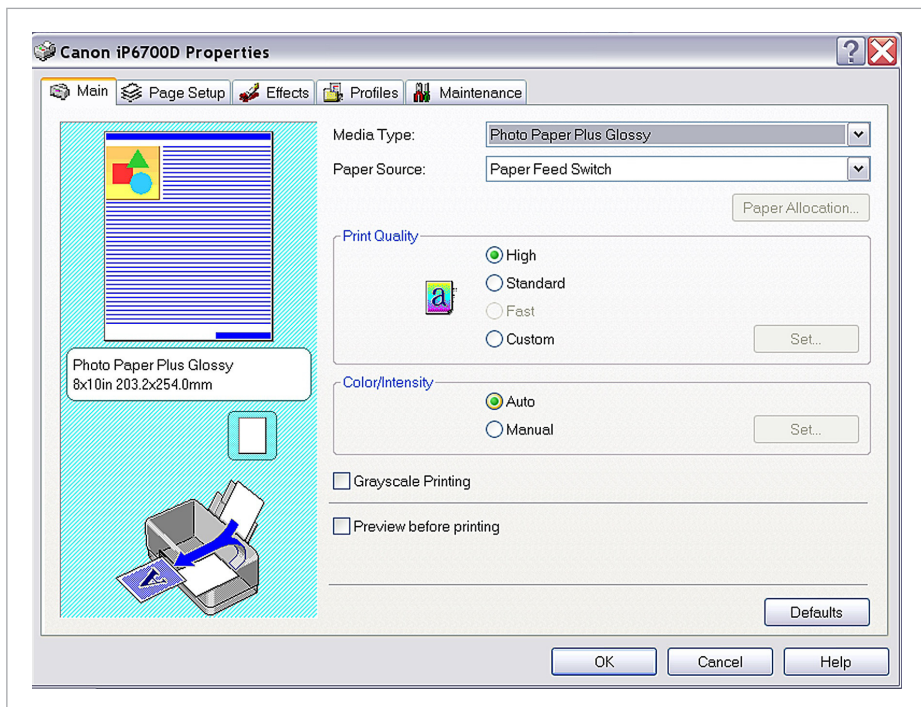 Canon iP6700D Properties
Main
Page Setup
Effects
Profiles
Maintenance
Media Type:
Photo Paper Plus Glossy
Paper Source:
Paper Feed Switch
Paper Allocation...
Print Quality
High
a
Standard
Fast
Custom
Set...
Photo Paper Plus Glossy
8x10in 203.2x254.0mm
Color/Intensity
Auto
Manual
Set...
Grayscale Printing
Preview before printing
A
Defaults
OK
Cancel
Help